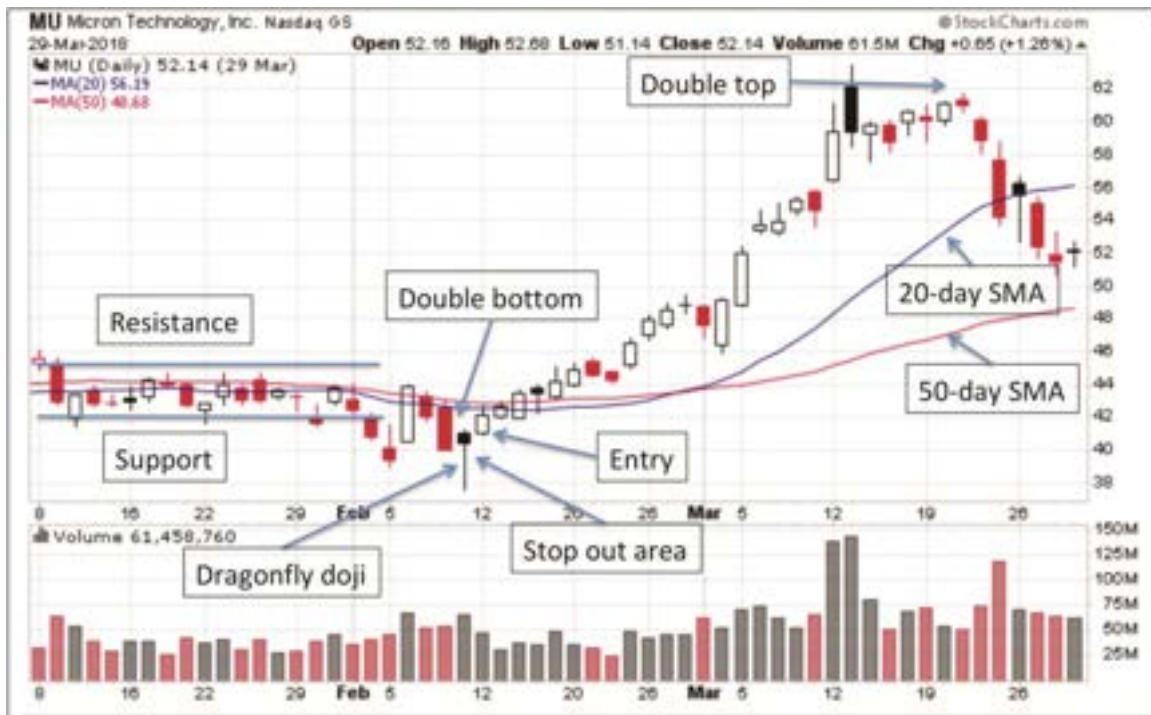 MU Micron Technology, Inc. Nasdaq GS @StockCharts.com
29-Mar-2018 Open 52.16 High 52.68 Low 51.14 Close 52.14 Volume 61.5M Chg +0.65 (+1.26%)
MU (Daily) 52.14 (29 Mar)
MA(20) 56.19
MA(50) 48.68
Double top
62
60
58
56
54
52
50
48
46
44
42
40
38
20-day SMA
50-day SMA
Double bottom
Resistance
Support
Entry
8 16 22 29 Feb 5 12 20 Mar 5 12 19 26
Stop out area
Dragonfly doji
Volume 61,458,760
150M
125M
100M
75M
50M
25M
8 16 22 29 Feb 5 12 20 Mar 5 12 19 26